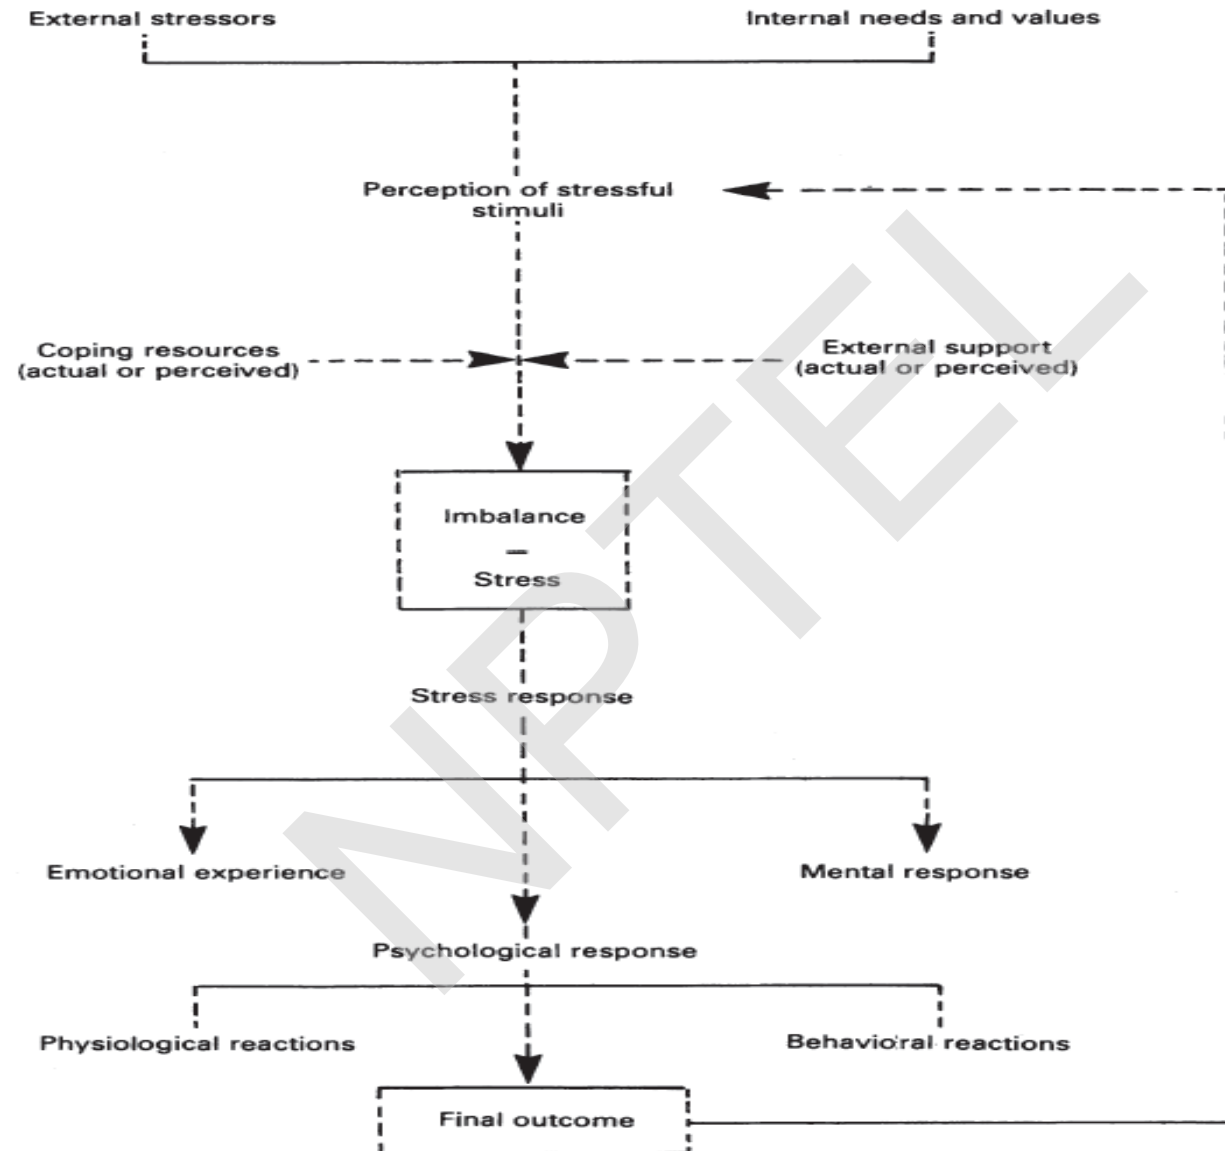 External stressors
Internal needs and values
Perception of stressful
stimuli
Coping resources
(actual or perceived)
External support
(actual or perceived)
Imbalance
–
Stress
Stress response
Emotional experience
Mental response
Psychological response
Physiological reactions
Behavioral reactions
Final outcome
NPTEL